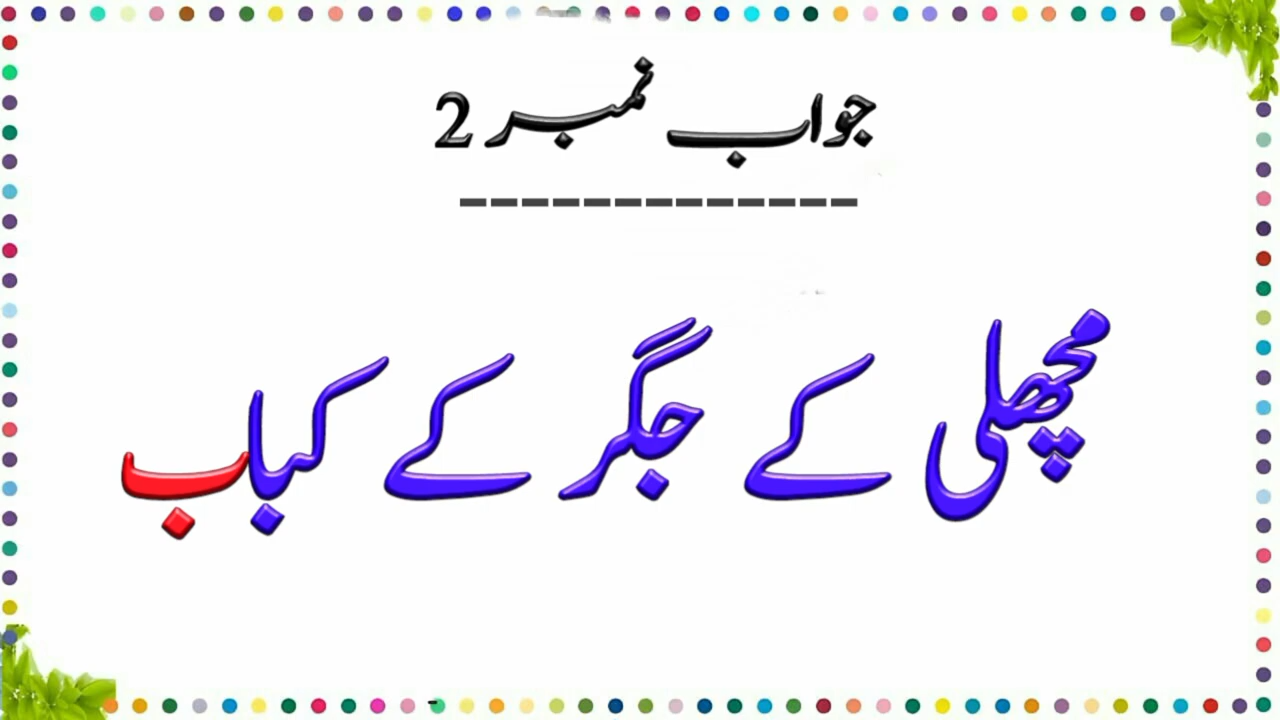 جواب نمبر 2
-------------
مچھلی کے جگر کے کباب